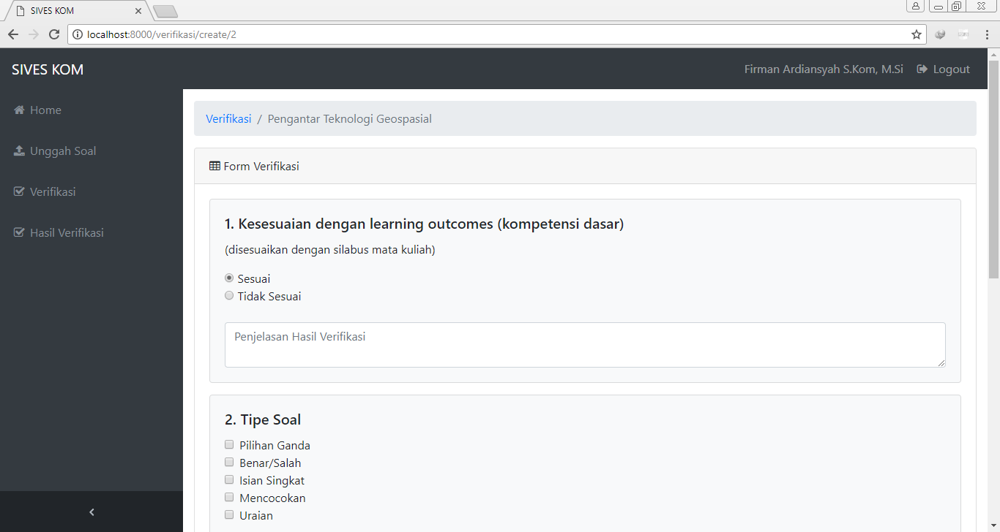 SIVES KOM
localhost:8000/verifikasi/create/2
SIVES KOM
Firman Ardiansyah S.Kom, M.Si
Logout
Home
Unggah Soal
Verifikasi
Hasil Verifikasi
Verifikasi / Pengantar Teknologi Geospasial
Form Verifikasi
1. Kesesuaian dengan learning outcomes (kompetensi dasar)
(disesuaikan dengan silabus mata kuliah)
Sesuai
Tidak Sesuai
Penjelasan Hasil Verifikasi
2. Tipe Soal
Pilihan Ganda
Benar/Salah
Isian Singkat
Mencocokan
Uraian